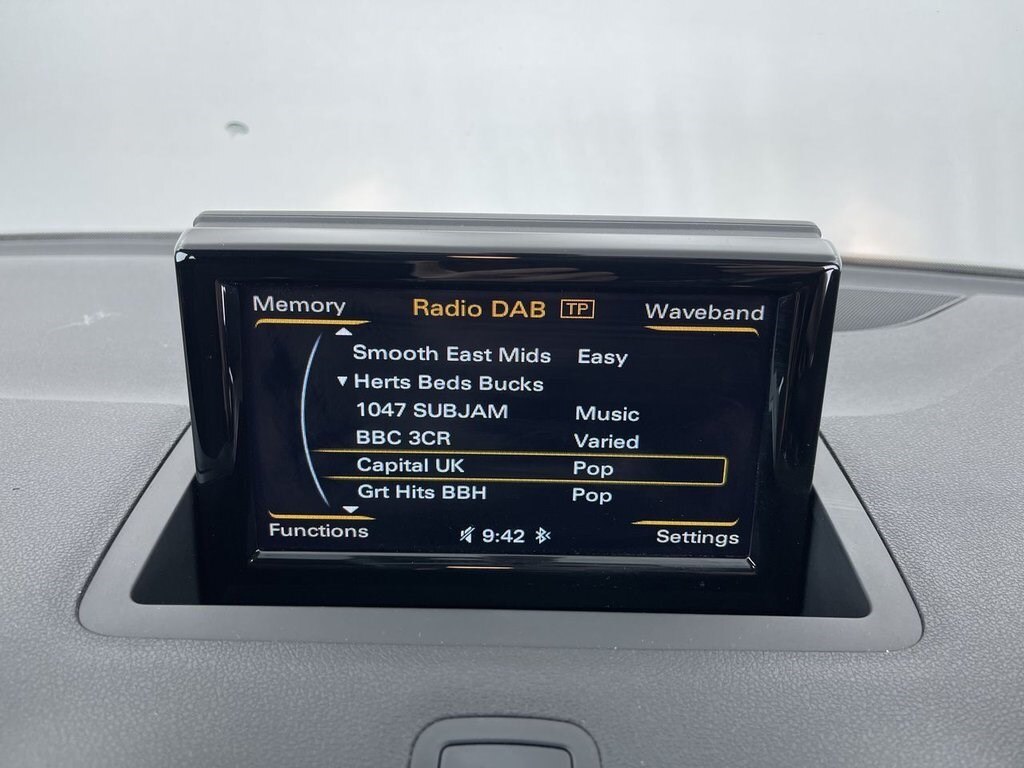 Memory Radio DAB TP Waveband
Smooth East Mids Easy
Herts Beds Bucks
1047 SUBJAM Music
BBC 3CR Varied
Capital UK Pop
Grt Hits BBH Pop
Functions 9:42 Settings